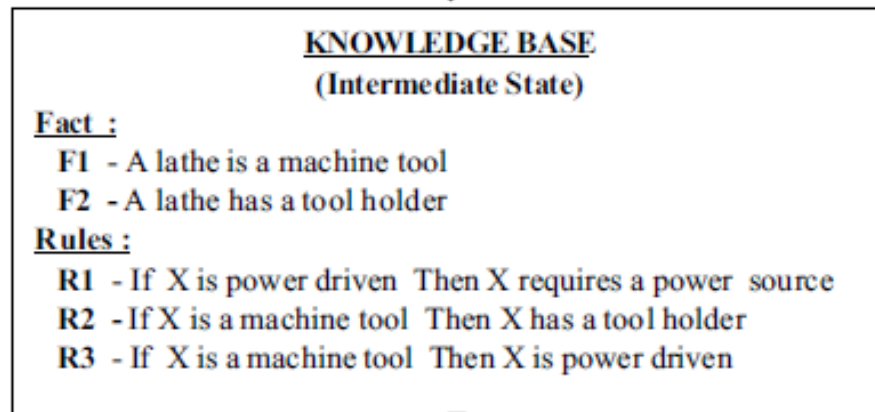 KNOWLEDGE BASE
(Intermediate State)
Fact :
F1 - A lathe is a machine tool
F2 - A lathe has a tool holder
Rules :
R1 - If X is power driven Then X requires a power source
R2 - If X is a machine tool Then X has a tool holder
R3 - If X is a machine tool Then X is power driven